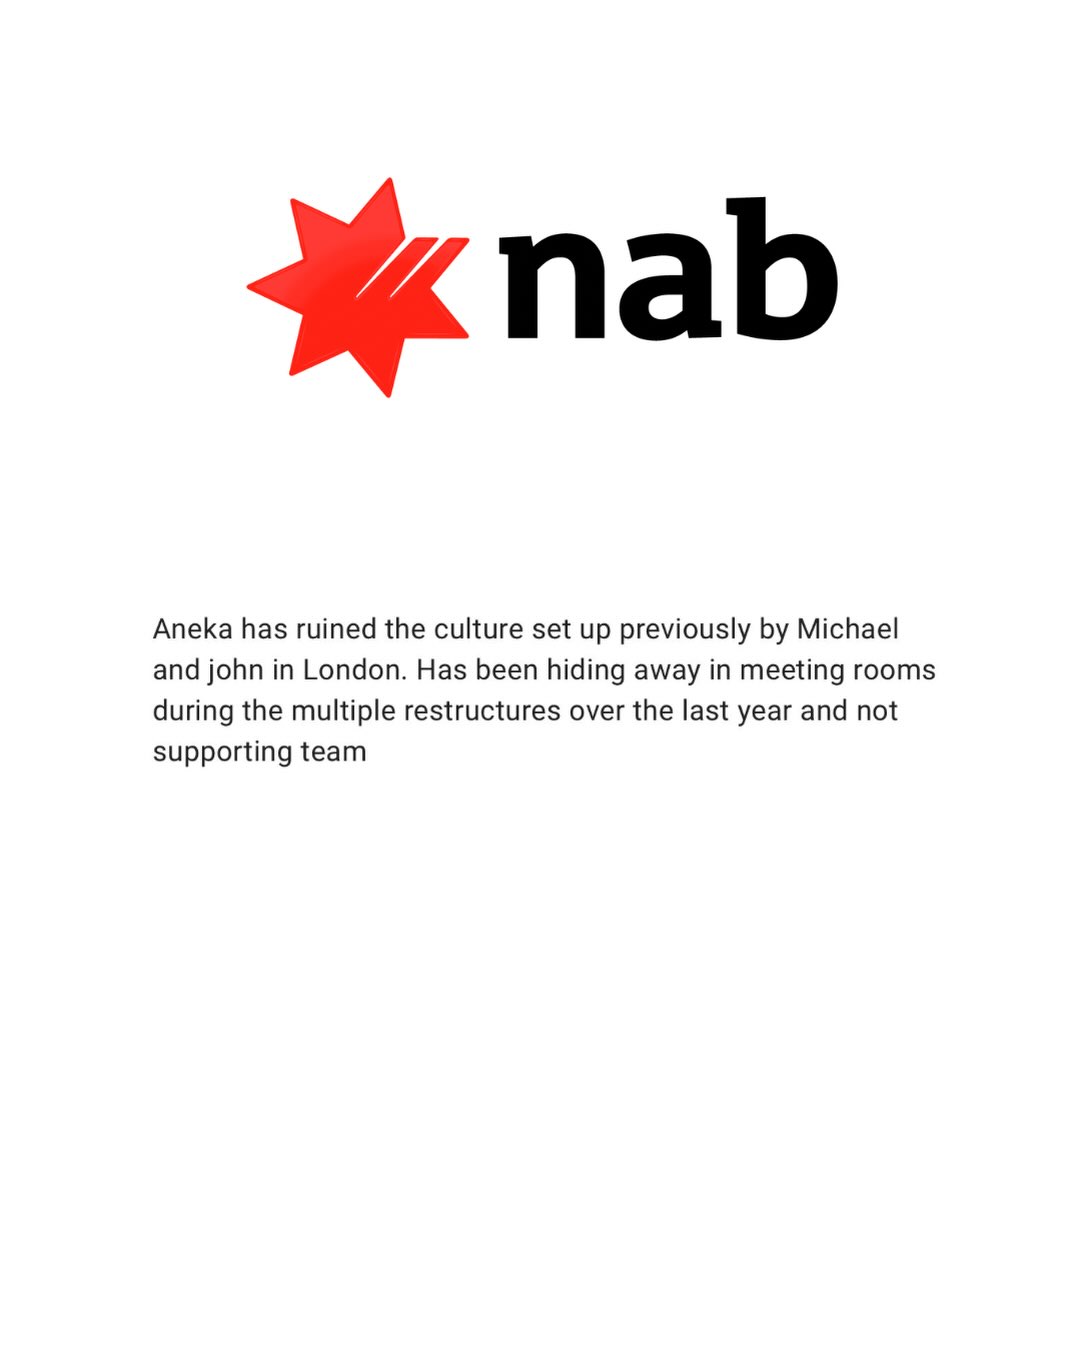 nab
Aneka has ruined the culture set up previously by Michael
and john in London. Has been hiding away in meeting rooms
during the multiple restructures over the last year and not
supporting team